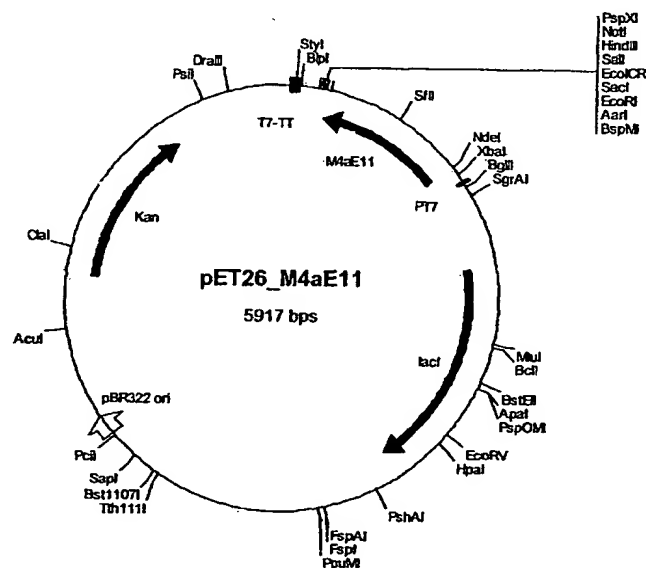 PspXI
NotI
HindIII
SalI
EcoICRI
SacI
EcoRI
AarI
BspMI
StyI
BlpI
DraIII
PsiI
SfiI
T7-TT
M4aE11
NdeI
XbaI
BglII
SgrAI
PT7
Kan
ClaI
pET26_M4aE11
5917 bps
AcuI
lacI
MluI
BclI
BstEII
ApaI
PspOMI
pBR322 ori
EcoRV
HpaI
PciI
SapI
Bst1107I
Tth111I
PshAI
FspAI
FspI
PpuMI